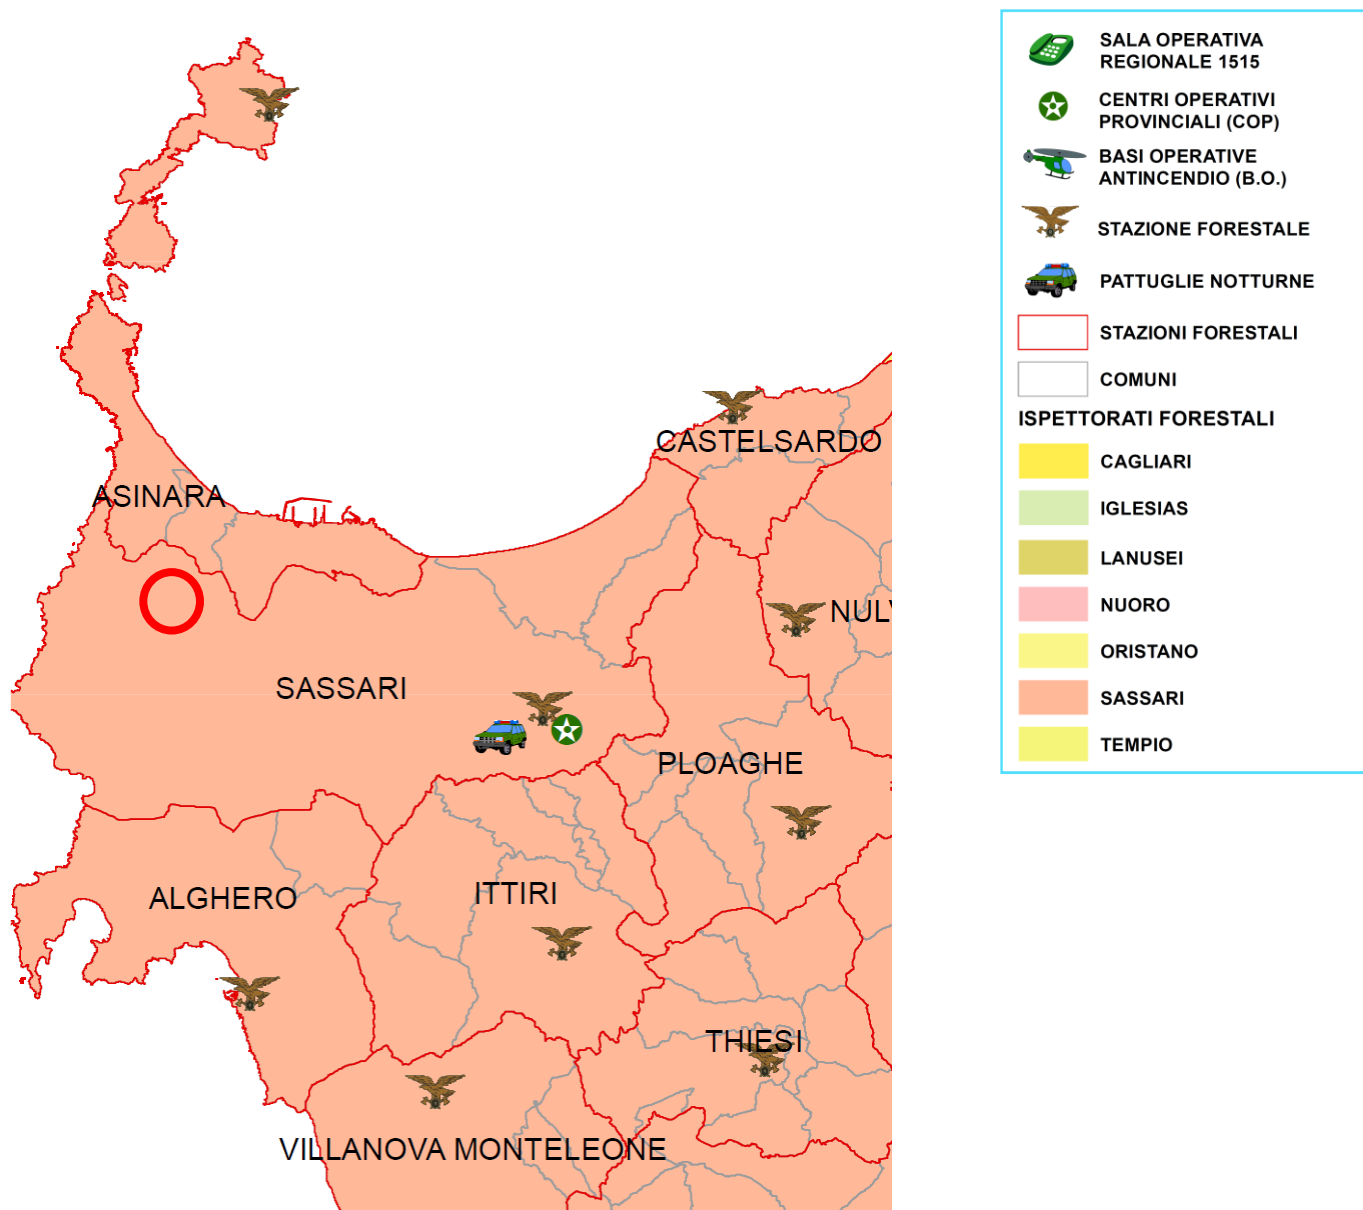 ASINARA
CASTELSARDO
SASSARI
PLOAGHE
ALGHERO
ITTIRI
THIESI
VILLANOVA MONTELEONE
SALA OPERATIVA
REGIONALE 1515
CENTRI OPERATIVI
PROVINCIALI (COP)
BASI OPERATIVE
ANTINCENDIO (B.O.)
STAZIONE FORESTALE
PATTUGLIE NOTTURNE
STAZIONI FORESTALI
COMUNI
ISPETTORATI FORESTALI
CAGLIARI
IGLESIAS
LANUSEI
NUORO
ORISTANO
SASSARI
TEMPIO